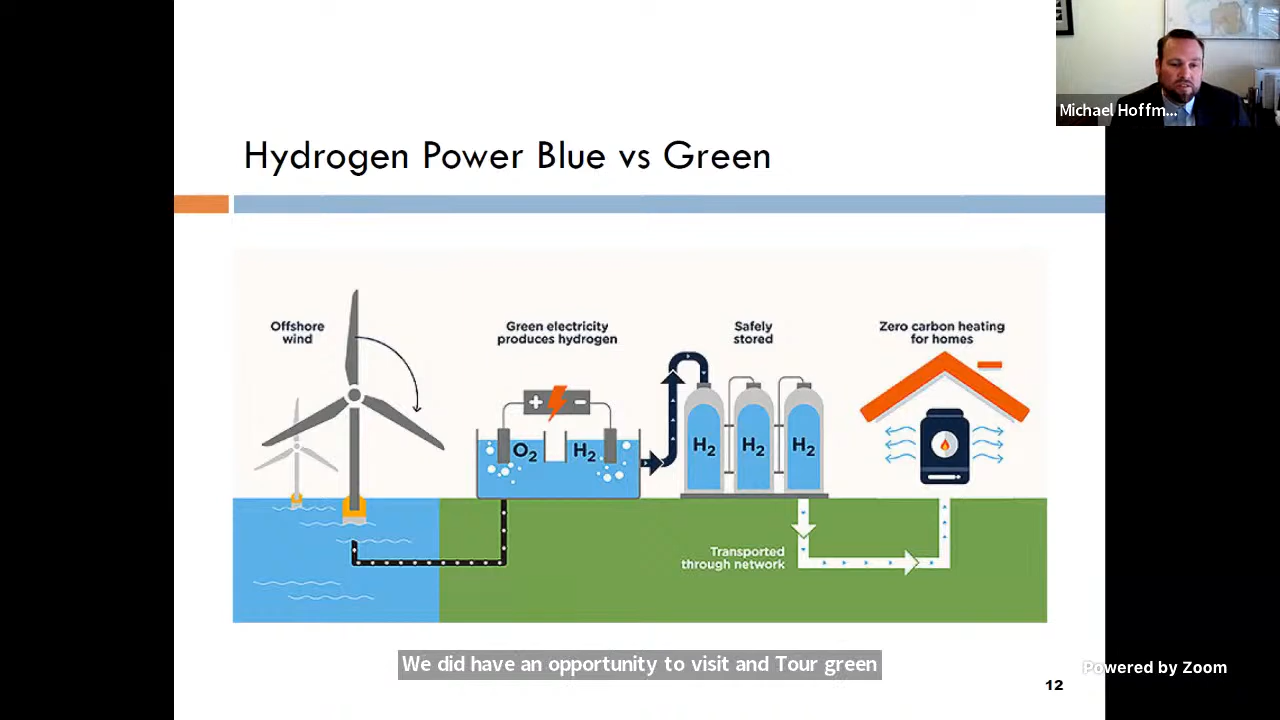 Michael Hoffm...
Hydrogen Power Blue vs Green
Offshore
wind
Green electricity
produces hydrogen
Safely
stored
Zero carbon heating
for homes
+ −
O2
H2
H2
H2
H2
Transported
through network
We did have an opportunity to visit and Tour green
Powered by Zoom
12